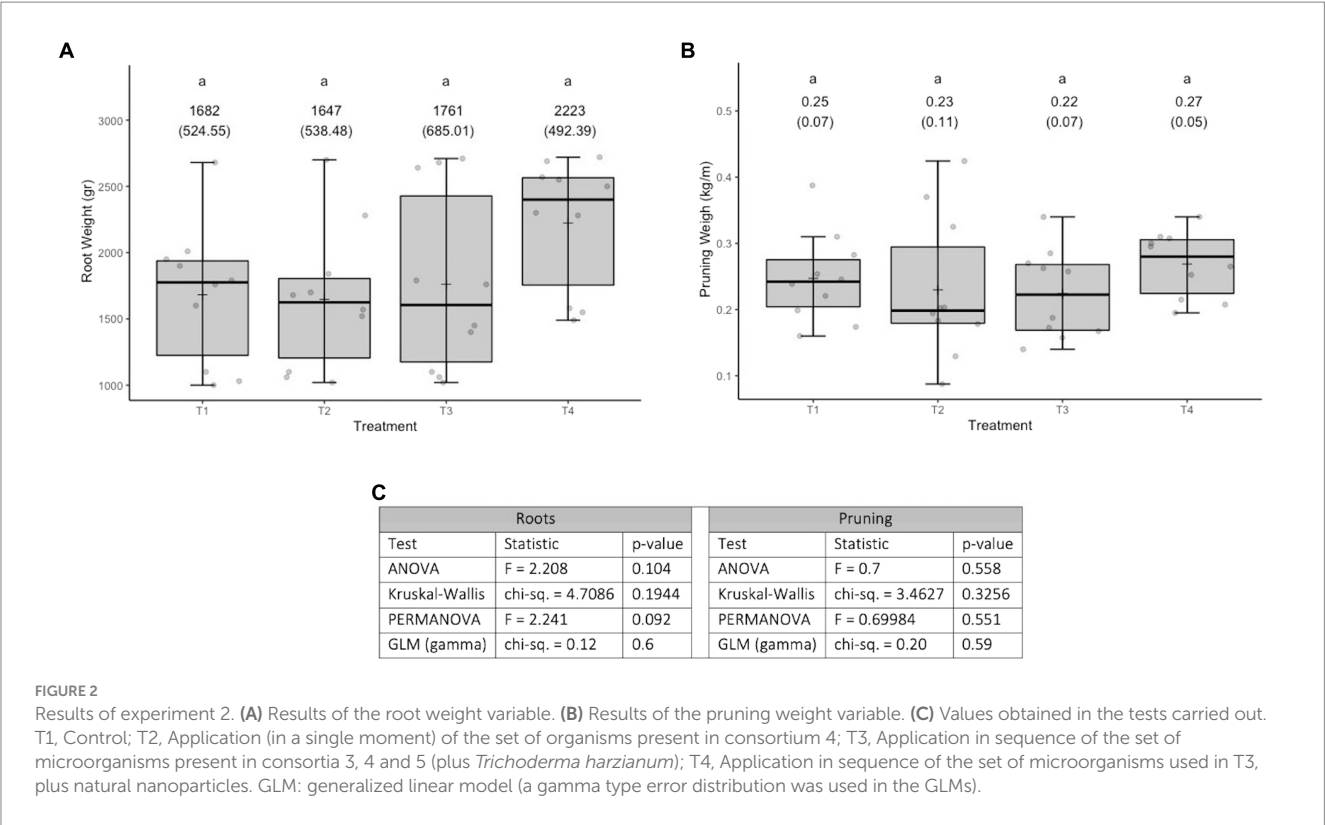 A
a a a a
1682 1647 1761 2223
(524.55) (538.48) (685.01) (492.39)
3000
2500
2000
1500
1000
Root Weight (gr)
T1 T2 T3 T4
Treatment
B
a a a a
0.25 0.23 0.22 0.27
(0.07) (0.11) (0.07) (0.05)
0.5
0.4
0.3
0.2
0.1
Pruning Weigh (kg/m)
T1 T2 T3 T4
Treatment
C
Roots Pruning
Test Statistic p-value Test Statistic p-value
ANOVA F = 2.208 0.104 ANOVA F = 0.7 0.558
Kruskal-Wallis chi-sq. = 4.7086 0.1944 Kruskal-Wallis chi-sq. = 3.4627 0.3256
PERMANOVA F = 2.241 0.092 PERMANOVA F = 0.69984 0.551
GLM (gamma) chi-sq. = 0.12 0.6 GLM (gamma) chi-sq. = 0.20 0.59
FIGURE 2
Results of experiment 2. (A) Results of the root weight variable. (B) Results of the pruning weight variable. (C) Values obtained in the tests carried out.
T1, Control; T2, Application (in a single moment) of the set of organisms present in consortium 4; T3, Application in sequence of the set of
microorganisms present in consortia 3, 4 and 5 (plus Trichoderma harzianum); T4, Application in sequence of the set of microorganisms used in T3,
plus natural nanoparticles. GLM: generalized linear model (a gamma type error distribution was used in the GLMs).